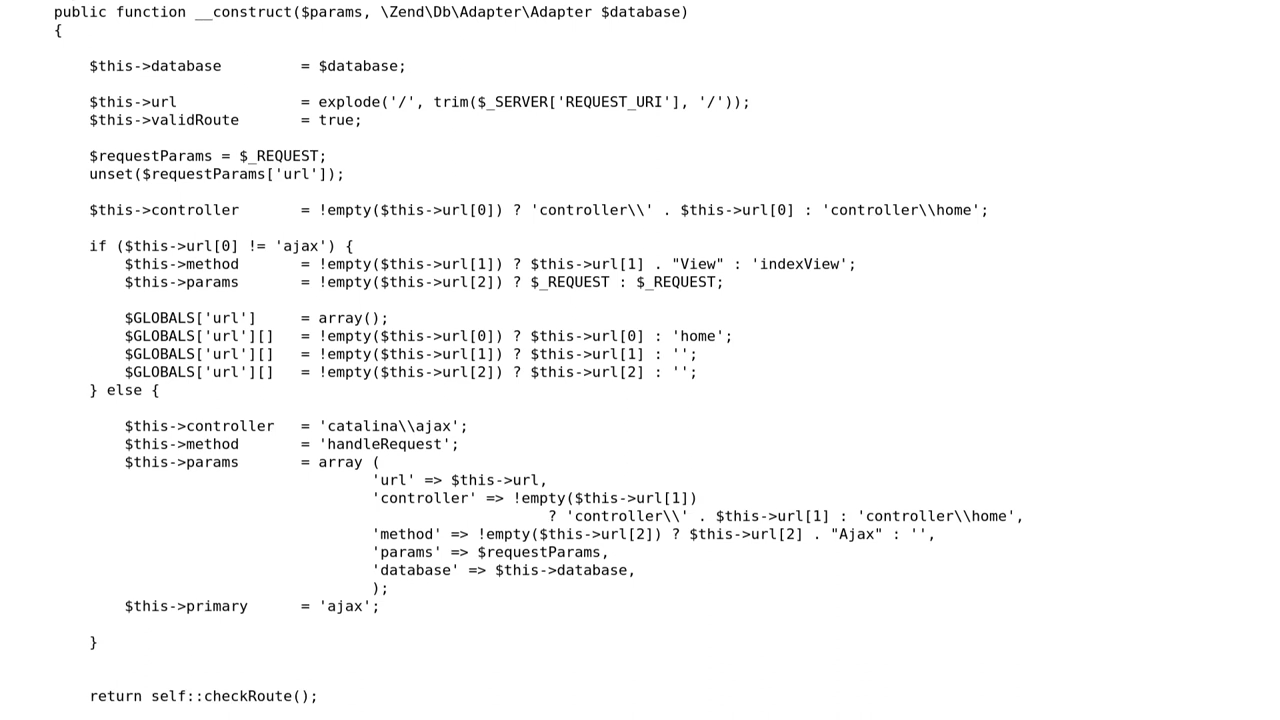 public function __construct($params, \Zend\Db\Adapter\Adapter $database)
{
$this->database = $database;
$this->url = explode('/', trim($_SERVER['REQUEST_URI'], '/'));
$this->validRoute = true;
$requestParams = $_REQUEST;
unset($requestParams['url']);
$this->controller = !empty($this->url[0]) ? 'controller\\' . $this->url[0] : 'controller\\home';
if ($this->url[0] != 'ajax') {
$this->method = !empty($this->url[1]) ? $this->url[1] . "View" : 'indexView';
$this->params = !empty($this->url[2]) ? $_REQUEST : $_REQUEST;
$GLOBALS['url'] = array();
$GLOBALS['url'][] = !empty($this->url[0]) ? $this->url[0] : 'home';
$GLOBALS['url'][] = !empty($this->url[1]) ? $this->url[1] : '';
$GLOBALS['url'][] = !empty($this->url[2]) ? $this->url[2] : '';
} else {
$this->controller = 'catalina\\ajax';
$this->method = 'handleRequest';
$this->params = array (
'url' => $this->url,
'controller' => !empty($this->url[1])
? 'controller\\' . $this->url[1] : 'controller\\home',
'method' => !empty($this->url[2]) ? $this->url[2] . "Ajax" : '',
'params' => $requestParams,
'database' => $this->database,
);
$this->primary = 'ajax';
}
return self::checkRoute();